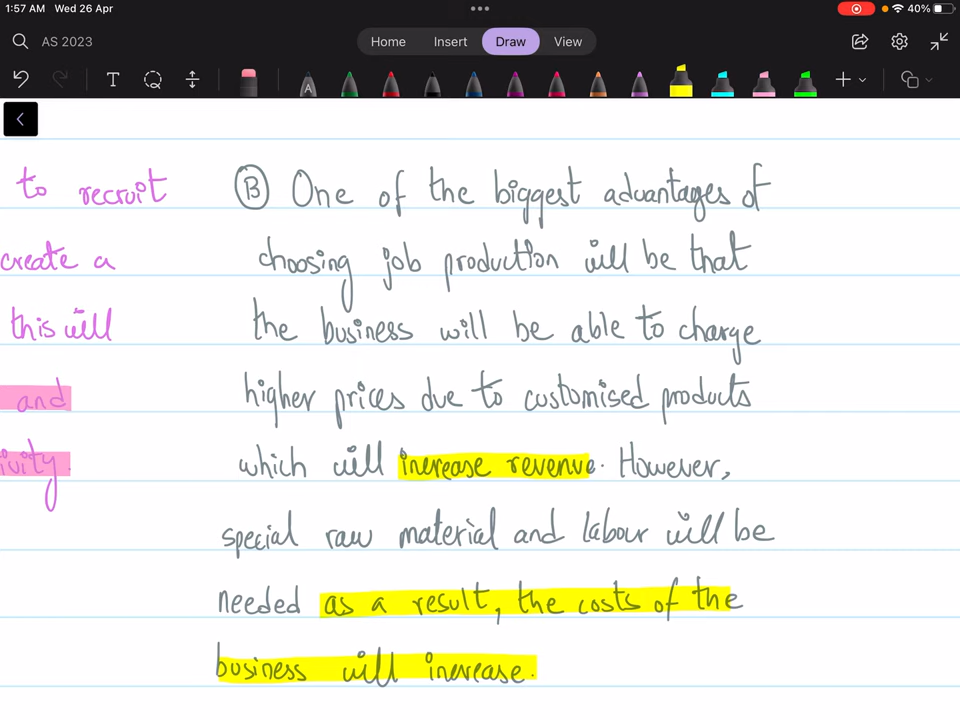 1:57 AM Wed 26 Apr
40%
AS 2023
Home Insert Draw View
T
A
to recruit
create a
this will
and
ivity.
B One of the biggest advantages of
choosing job production will be that
the business will be able to charge
higher prices due to customised products
which will increase revenue. However,
special raw material and labour will be
needed as a result, the costs of the
business will increase.